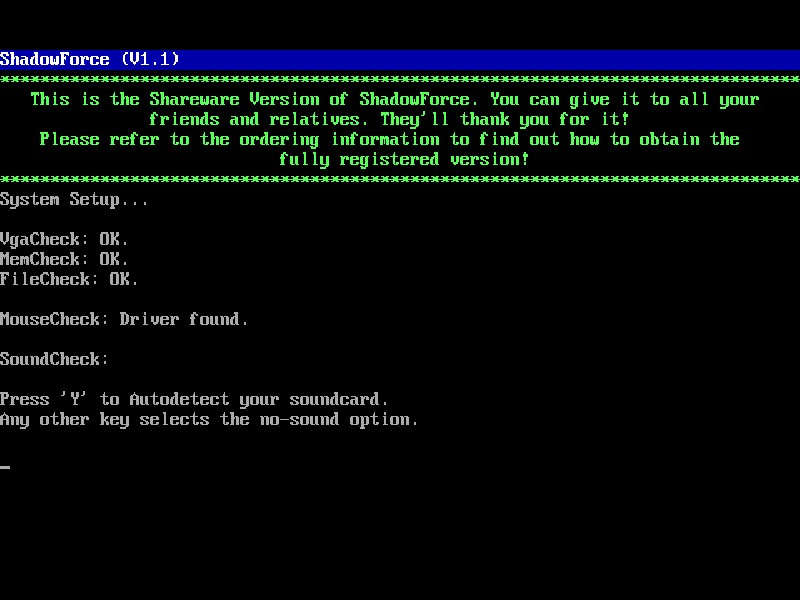 ShadowForce (V1.1)
********************************************************************************
This is the Shareware Version of ShadowForce. You can give it to all your
friends and relatives. They'll thank you for it!
Please refer to the ordering information to find out how to obtain the
fully registered version!
********************************************************************************
System Setup...
VgaCheck: OK.
MemCheck: OK.
FileCheck: OK.
MouseCheck: Driver found.
SoundCheck:
Press 'Y' to Autodetect your soundcard.
Any other key selects the no-sound option.
_